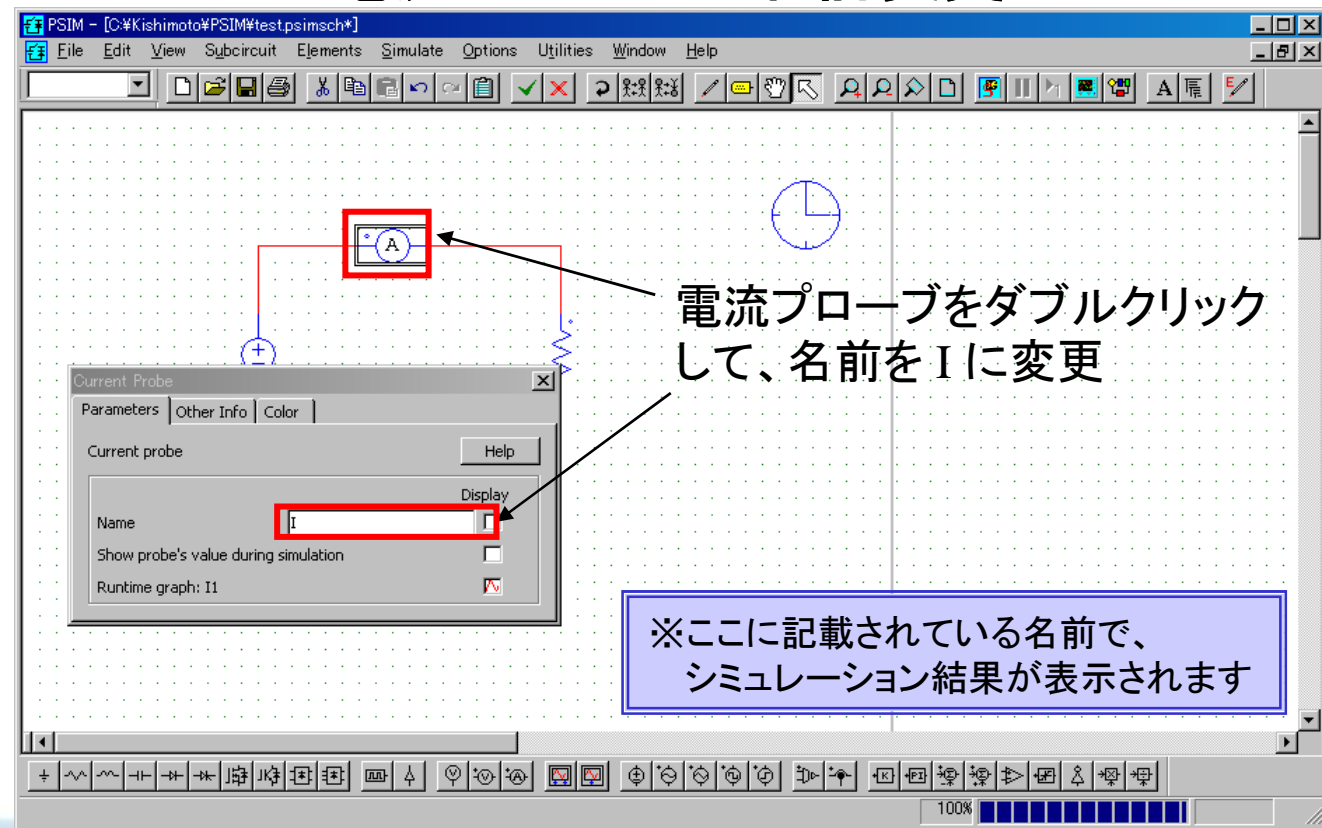 PSIM - [C:¥Kishimoto¥PSIM¥test.psimsch*]
File Edit View Subcircuit Elements Simulate Options Utilities Window Help
A
電流プローブをダブルクリック
して、名前を I に変更
Current Probe
Parameters Other Info Color
Current probe Help
Display
Name I
Show probe's value during simulation
Runtime graph: I1
※ここに記載されている名前で、
シミュレーション結果が表示されます
100%